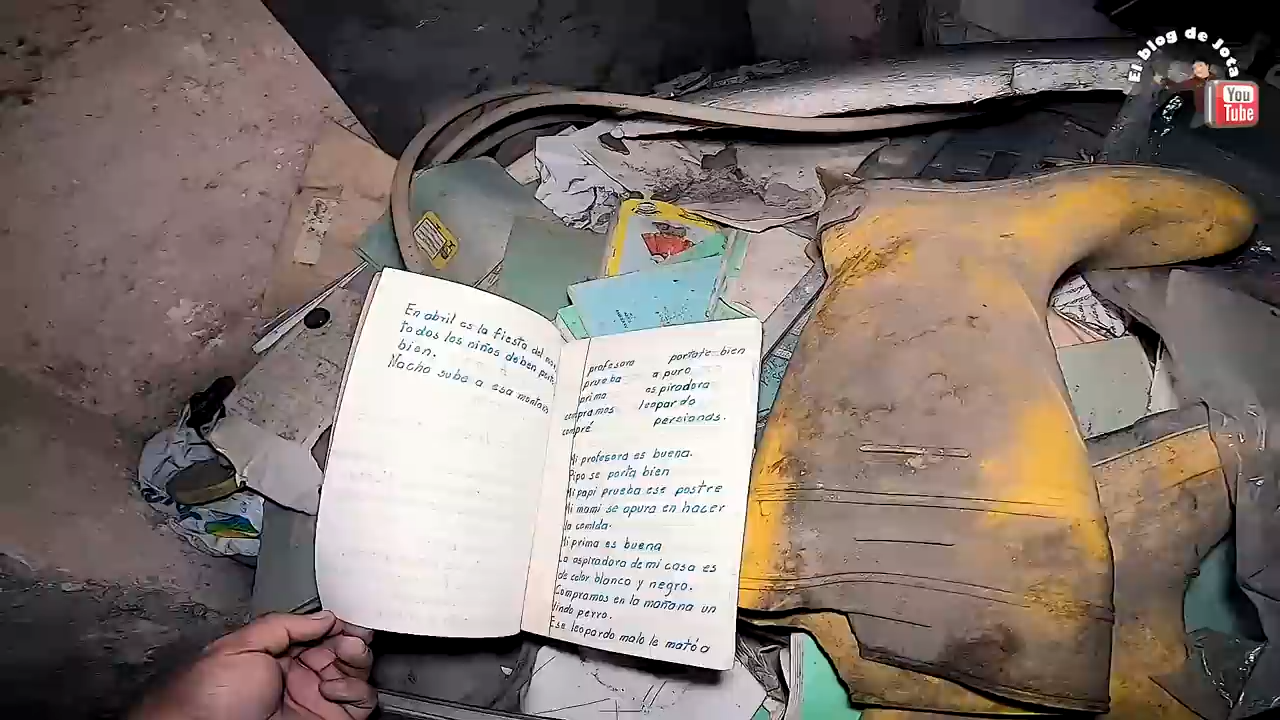 El blog de Jota
You
Tube
En abril es la fiesta del
todos los niños deben
bien.
Nacho sube a esa montaña
profesora portate bien
prueba apuro
prima aspiradora
compramos leopardo
compré persianas.
Mi profesora es buena.
Pipo se porta bien
Mi papi prueba ese postre
Mi mami se apura en hacer
la comida.
Mi prima es buena
La aspiradora de mi casa es
de color blanco y negro.
Compramos en la mañana un
lindo perro.
Ese leopardo malo le mató a